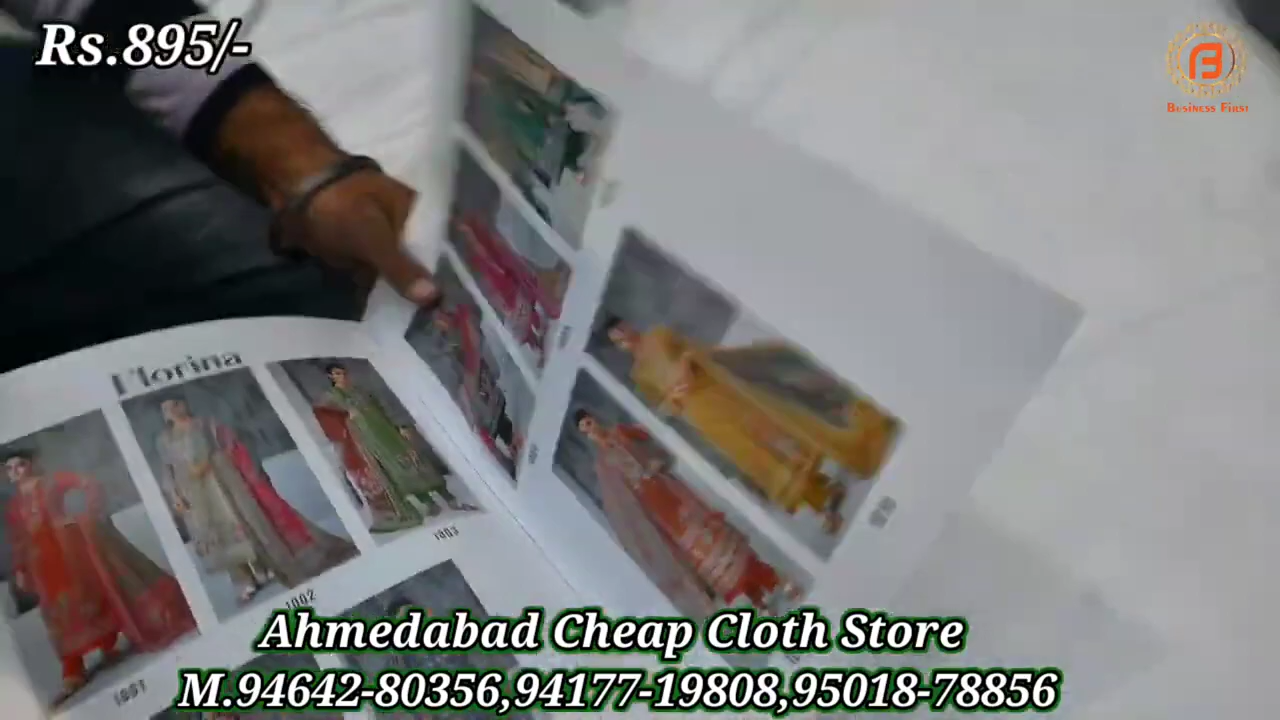 Rs.895/-
BUSINESS FIRST
Florina
1003
1002
1001
Ahmedabad Cheap Cloth Store
M.94642-80356,94177-19808,95018-78856